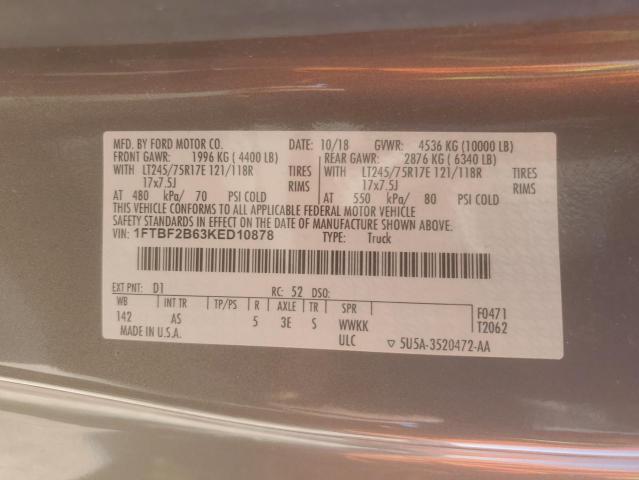 MFD. BY FORD MOTOR CO. DATE: 10/18 GVWR: 4536 KG (10000 LB)
FRONT GAWR: 1996 KG ( 4400 LB) REAR GAWR: 2876 KG ( 6340 LB)
WITH LT245/75R17E 121/118R TIRES WITH LT245/75R17E 121/118R TIRES
17x7.5J RIMS 17x7.5J RIMS
AT 480 kPa/ 70 PSI COLD AT 550 kPa/ 80 PSI COLD
THIS VEHICLE CONFORMS TO ALL APPLICABLE FEDERAL MOTOR VEHICLE
SAFETY STANDARDS IN EFFECT ON THE DATE OF MANUFACTURE SHOWN ABOVE.
VIN: 1FTBF2B63KED10878 TYPE: Truck
EXT PNT: D1 RC: 52 DSO:
WB INT TR TP/PS R AXLE TR SPR F0471
142 AS 5 3E S WWKK T2062
MADE IN U.S.A. ULC ▽ 5U5A-3520472-AA